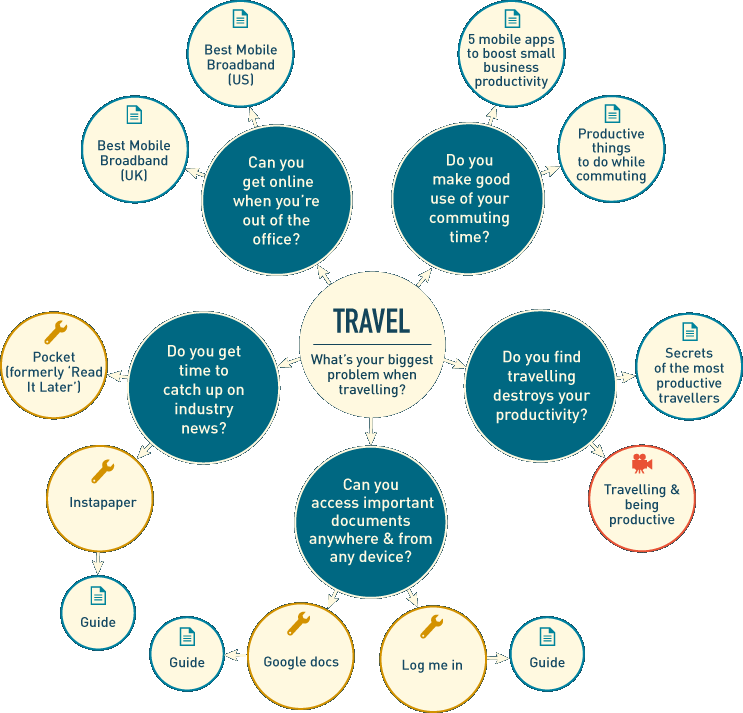 Best Mobile
Broadband
(US)
5 mobile apps
to boost small
business
productivity
Best Mobile
Broadband
(UK)
Productive
things
to do while
commuting
Can you
get online
when you're
out of the
office?
Do you
make good
use of your
commuting
time?
TRAVEL
What's your biggest
problem when
travelling?
Pocket
(formerly 'Read
It Later')
Do you get
time to
catch up on
industry
news?
Do you find
travelling
destroys your
productivity?
Secrets
of the most
productive
travellers
Instapaper
Can you
access important
documents
anywhere & from
any device?
Travelling &
being
productive
Guide
Guide
Google docs
Log me in
Guide